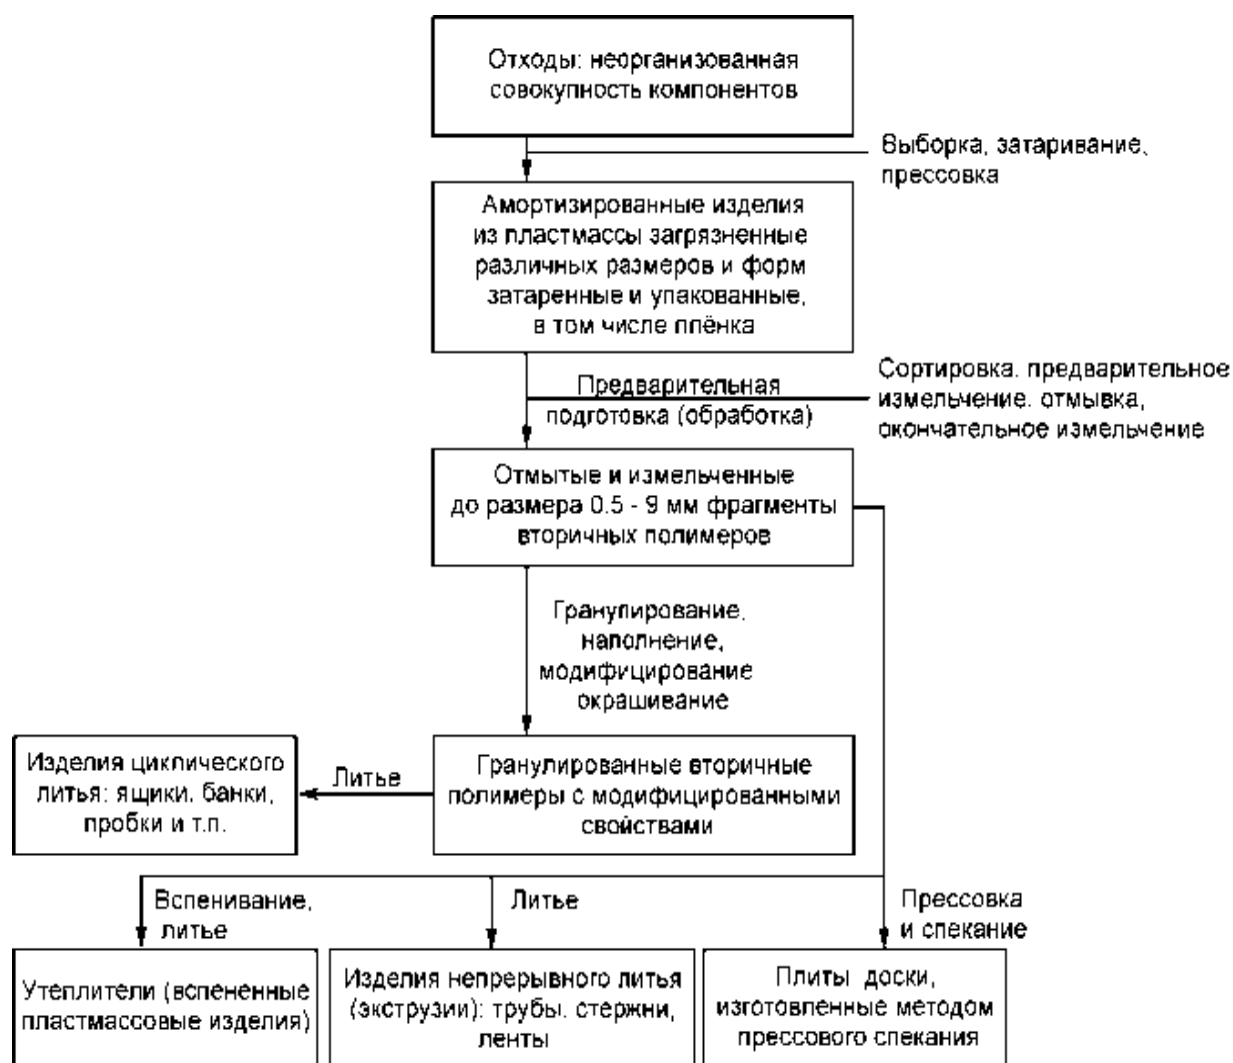 Отходы: неорганизованная
совокупность компонентов
Выборка, затаривание,
прессовка
Амортизированные изделия
из пластмассы загрязненные
различных размеров и форм
затаренные и упакованные,
в том числе плёнка
Предварительная
подготовка (обработка)
Сортировка. предварительное
измельчение. отмывка,
окончательное измельчение
Отмытые и измельченные
до размера 0.5 - 9 мм фрагменты
вторичных полимеров
Гранулирование,
наполнение,
модифицирование
окрашивание
Изделия циклического
литья: ящики. банки,
пробки и т.п.
Литье
Гранулированные вторичные
полимеры с модифицированными
свойствами
Вспенивание,
литье
Литье
Прессовка
и спекание
Утеплители (вспененные
пластмассовые изделия)
Изделия непрерывного литья
(экструзии): трубы. стержни,
ленты
Плиты доски,
изготовленные методом
прессового спекания